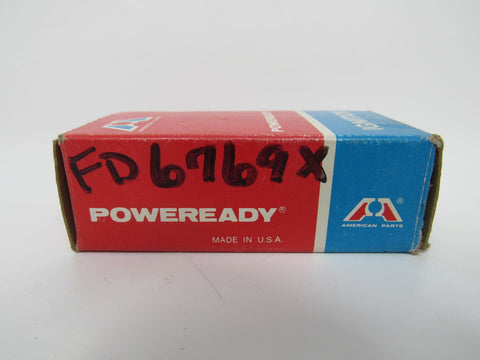 FD6769X
POWEREADY®
MADE IN U.S.A.
®
AMERICAN PARTS